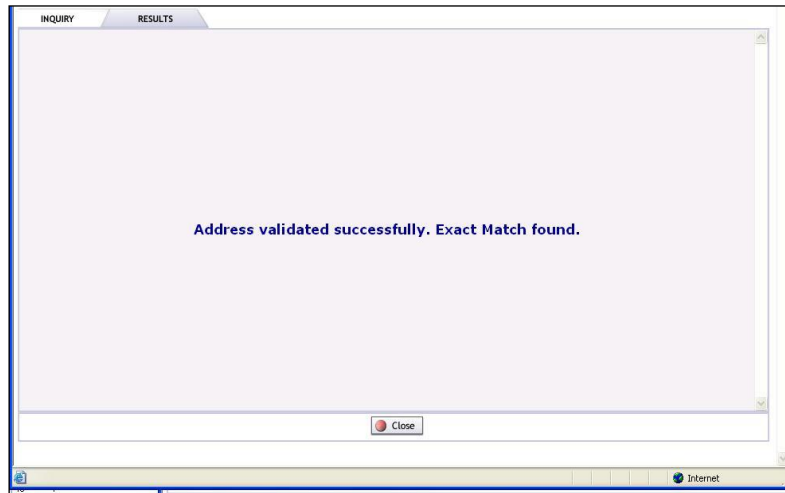 INQUIRY RESULTS
Address validated successfully. Exact Match found.
Close
Internet